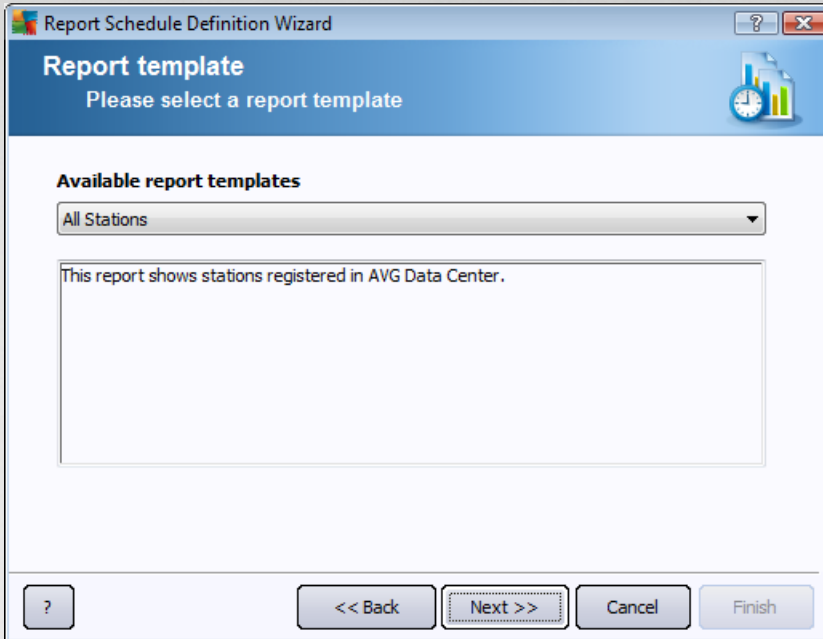 Report Schedule Definition Wizard
?
Report template
Please select a report template
Available report templates
All Stations
This report shows stations registered in AVG Data Center.
?
<< Back
Next >>
Cancel
Finish